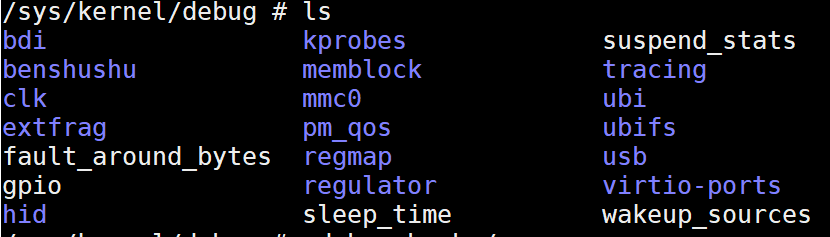 /sys/kernel/debug # ls
bdi kprobes suspend_stats
benshushu memblock tracing
clk mmc0 ubi
extfrag pm_qos ubifs
fault_around_bytes regmap usb
gpio regulator virtio-ports
hid sleep_time wakeup_sources